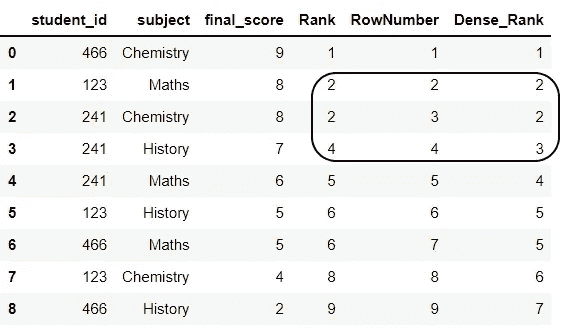 student_id subject final_score Rank RowNumber Dense_Rank
0 466 Chemistry 9 1 1 1
1 123 Maths 8 2 2 2
2 241 Chemistry 8 2 3 2
3 241 History 7 4 4 3
4 241 Maths 6 5 5 4
5 123 History 5 6 6 5
6 466 Maths 5 6 7 5
7 123 Chemistry 4 8 8 6
8 466 History 2 9 9 7